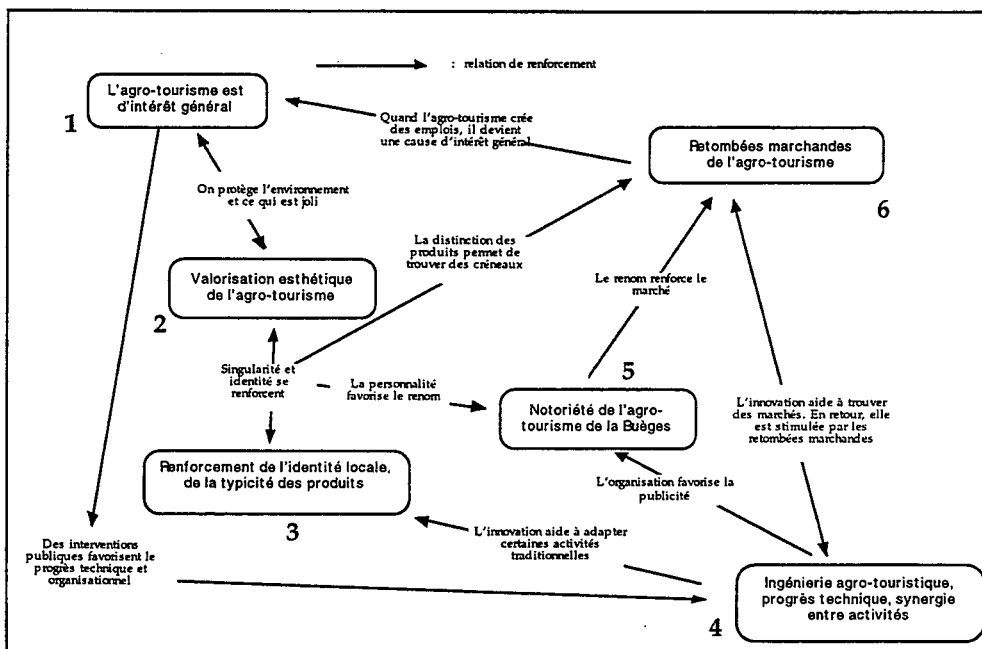 : relation de renforcement
L'agro-tourisme est
d'intérêt général
1
Quand l'agro-tourisme crée
des emplois, il devient
une cause d'intérêt général
Retombées marchandes
de l'agro-tourisme
6
On protège l'environnement
et ce qui est joli
La distinction des
produits permet de
trouver des créneaux
Valorisation esthétique
de l'agro-tourisme
2
Le renom renforce le
marché
Singularité et
identité se
renforcent
La personnalité
favorise le renom
5
Notoriété de l'agro-
tourisme de la Buèges
L'innovation aide à trouver
des marchés. En retour, elle
est stimulée par les
retombées marchandes
Renforcement de l'identité locale,
de la typicité des produits
3
L'organisation favorise la
publicité
L'innovation aide à adapter
certaines activités
traditionnelles
Des interventions
publiques favorisent le
progrès technique et
organisationnel
Ingénierie agro-touristique,
progrès technique, synergie
entre activités
4